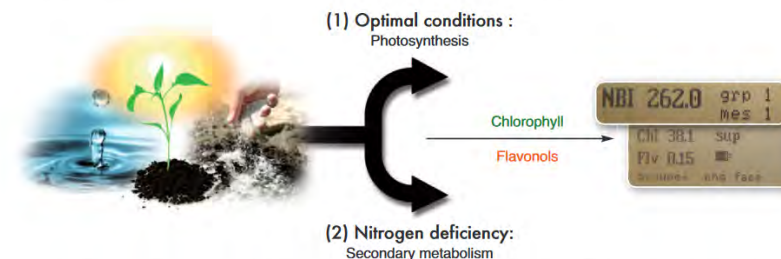 (1) Optimal conditions :
Photosynthesis
Chlorophyll
Flavonols
NBI 262.0 grp 1
mes 1
Chl 38.1 sup
Flv 0.15
face
(2) Nitrogen deficiency:
Secondary metabolism